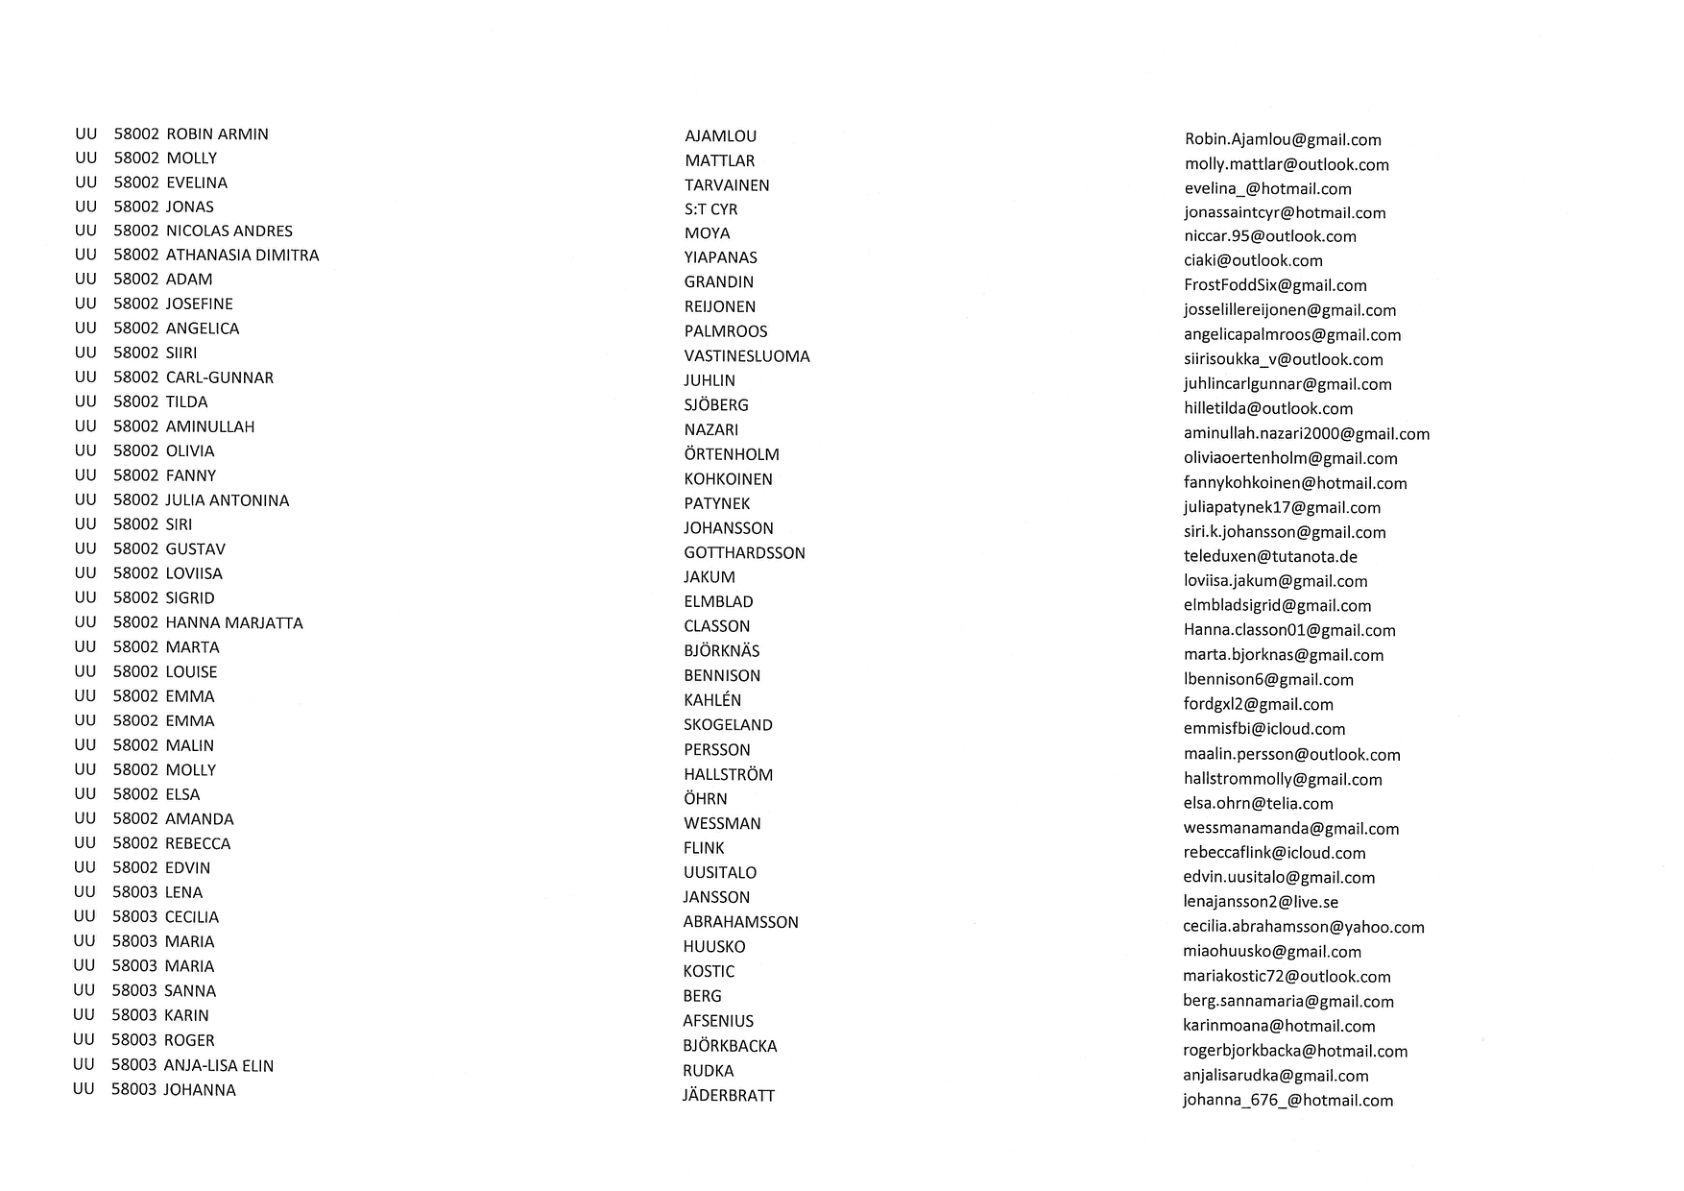 UU 58002 ROBIN ARMIN AJAMLOU Robin.Ajamlou@gmail.com
UU 58002 MOLLY MATTLAR molly.mattlar@outlook.com
UU 58002 EVELINA TARVAINEN evelina_@hotmail.com
UU 58002 JONAS S:T CYR jonassaintcyr@hotmail.com
UU 58002 NICOLAS ANDRES MOYA niccar.95@outlook.com
UU 58002 ATHANASIA DIMITRA YIAPANAS ciaki@outlook.com
UU 58002 ADAM GRANDIN FrostFoddSix@gmail.com
UU 58002 JOSEFINE REIJONEN josselillereijonen@gmail.com
UU 58002 ANGELICA PALMROOS angelicapalmroos@gmail.com
UU 58002 SIIRI VASTINESLUOMA siirisoukka_v@outlook.com
UU 58002 CARL-GUNNAR JUHLIN juhlincarlgunnar@gmail.com
UU 58002 TILDA SJÖBERG hilletilda@outlook.com
UU 58002 AMINULLAH NAZARI aminullah.nazari2000@gmail.com
UU 58002 OLIVIA ÖRTENHOLM oliviaoertenholm@gmail.com
UU 58002 FANNY KOHKOINEN fannykohkoinen@hotmail.com
UU 58002 JULIA ANTONINA PATYNEK juliapatynek17@gmail.com
UU 58002 SIRI JOHANSSON siri.k.johansson@gmail.com
UU 58002 GUSTAV GOTTHARDSSON teleduxen@tutanota.de
UU 58002 LOVIISA JAKUM loviisa.jakum@gmail.com
UU 58002 SIGRID ELMBLAD elmbladsigrid@gmail.com
UU 58002 HANNA MARJATTA CLASSON Hanna.classon01@gmail.com
UU 58002 MARTA BJÖRKNÄS marta.bjorknas@gmail.com
UU 58002 LOUISE BENNISON lbennison6@gmail.com
UU 58002 EMMA KAHLÉN fordgxl2@gmail.com
UU 58002 EMMA SKOGELAND emmisfbi@icloud.com
UU 58002 MALIN PERSSON maalin.persson@outlook.com
UU 58002 MOLLY HALLSTRÖM hallstrommolly@gmail.com
UU 58002 ELSA ÖHRN elsa.ohrn@telia.com
UU 58002 AMANDA WESSMAN wessmanamanda@gmail.com
UU 58002 REBECCA FLINK rebeccaflink@icloud.com
UU 58002 EDVIN UUSITALO edvin.uusitalo@gmail.com
UU 58003 LENA JANSSON lenajansson2@live.se
UU 58003 CECILIA ABRAHAMSSON cecilia.abrahamsson@yahoo.com
UU 58003 MARIA HUUSKO miaohuusko@gmail.com
UU 58003 MARIA KOSTIC mariakostic72@outlook.com
UU 58003 SANNA BERG berg.sannamaria@gmail.com
UU 58003 KARIN AFSENIUS karinmoana@hotmail.com
UU 58003 ROGER BJÖRKBACKA rogerbjorkbacka@hotmail.com
UU 58003 ANJA-LISA ELIN RUDKA anjalisarudka@gmail.com
UU 58003 JOHANNA JÄDERBRATT johanna_676_@hotmail.com